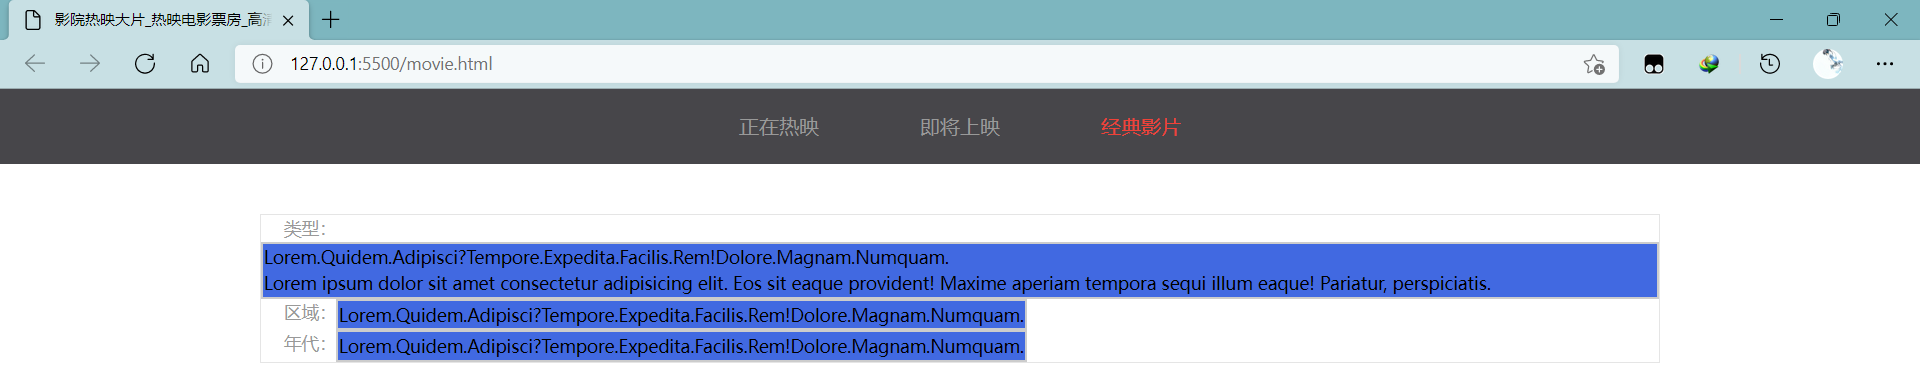 影院热映大片_热映电影票房_高清
127.0.0.1:5500/movie.html
正在热映 即将上映 经典影片
类型：
Lorem.Quidem.Adipisci?Tempore.Expedita.Facilis.Rem!Dolore.Magnam.Numquam.
Lorem ipsum dolor sit amet consectetur adipisicing elit. Eos sit eaque provident! Maxime aperiam tempora sequi illum eaque! Pariatur, perspiciatis.
区域： Lorem.Quidem.Adipisci?Tempore.Expedita.Facilis.Rem!Dolore.Magnam.Numquam.
年代： Lorem.Quidem.Adipisci?Tempore.Expedita.Facilis.Rem!Dolore.Magnam.Numquam.